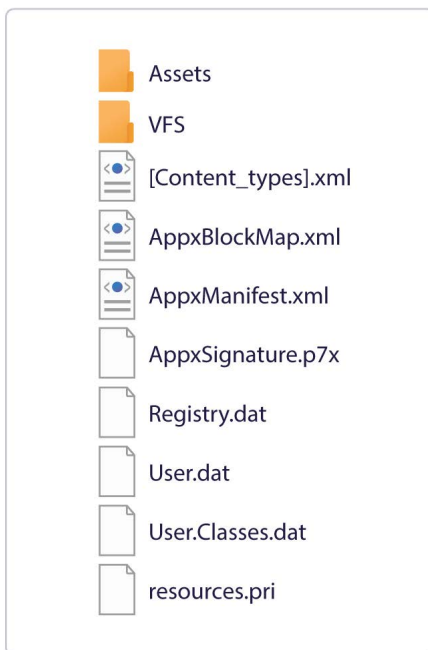 Assets
VFS
[Content_types].xml
AppxBlockMap.xml
AppxManifest.xml
AppxSignature.p7x
Registry.dat
User.dat
User.Classes.dat
resources.pri